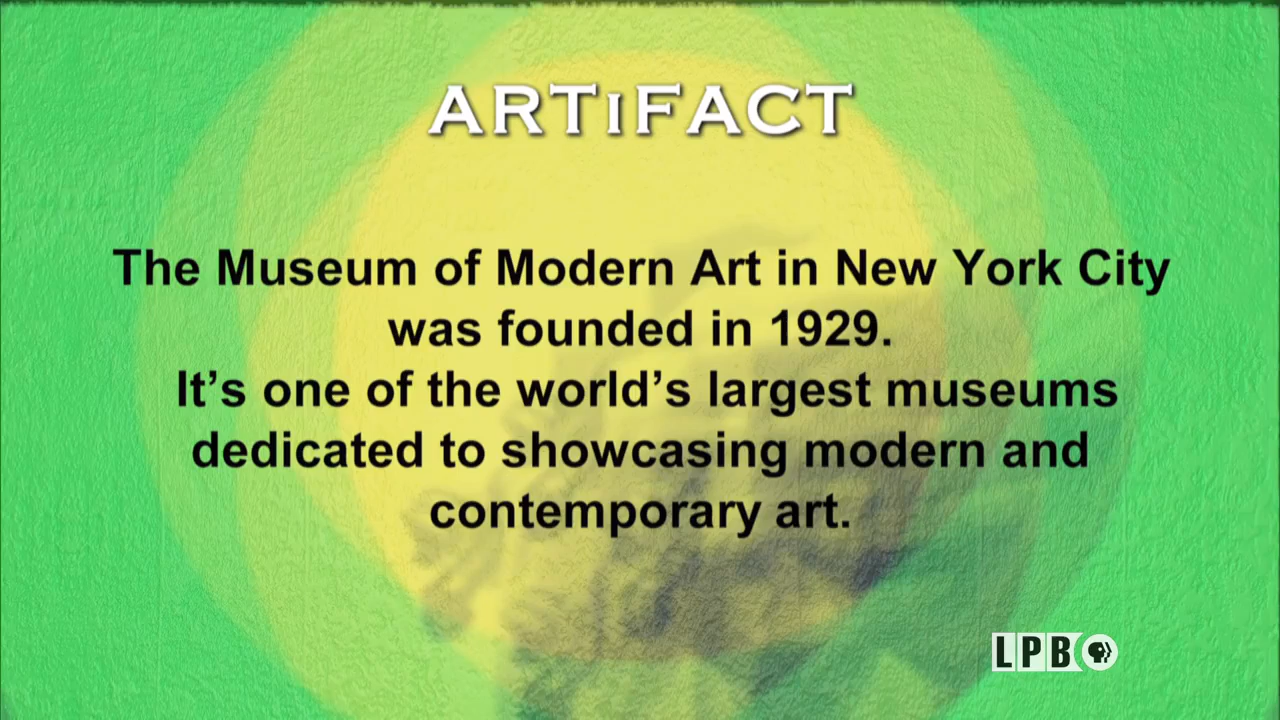 ARTiFACT
The Museum of Modern Art in New York City
was founded in 1929.
It’s one of the world’s largest museums
dedicated to showcasing modern and
contemporary art.
LPB